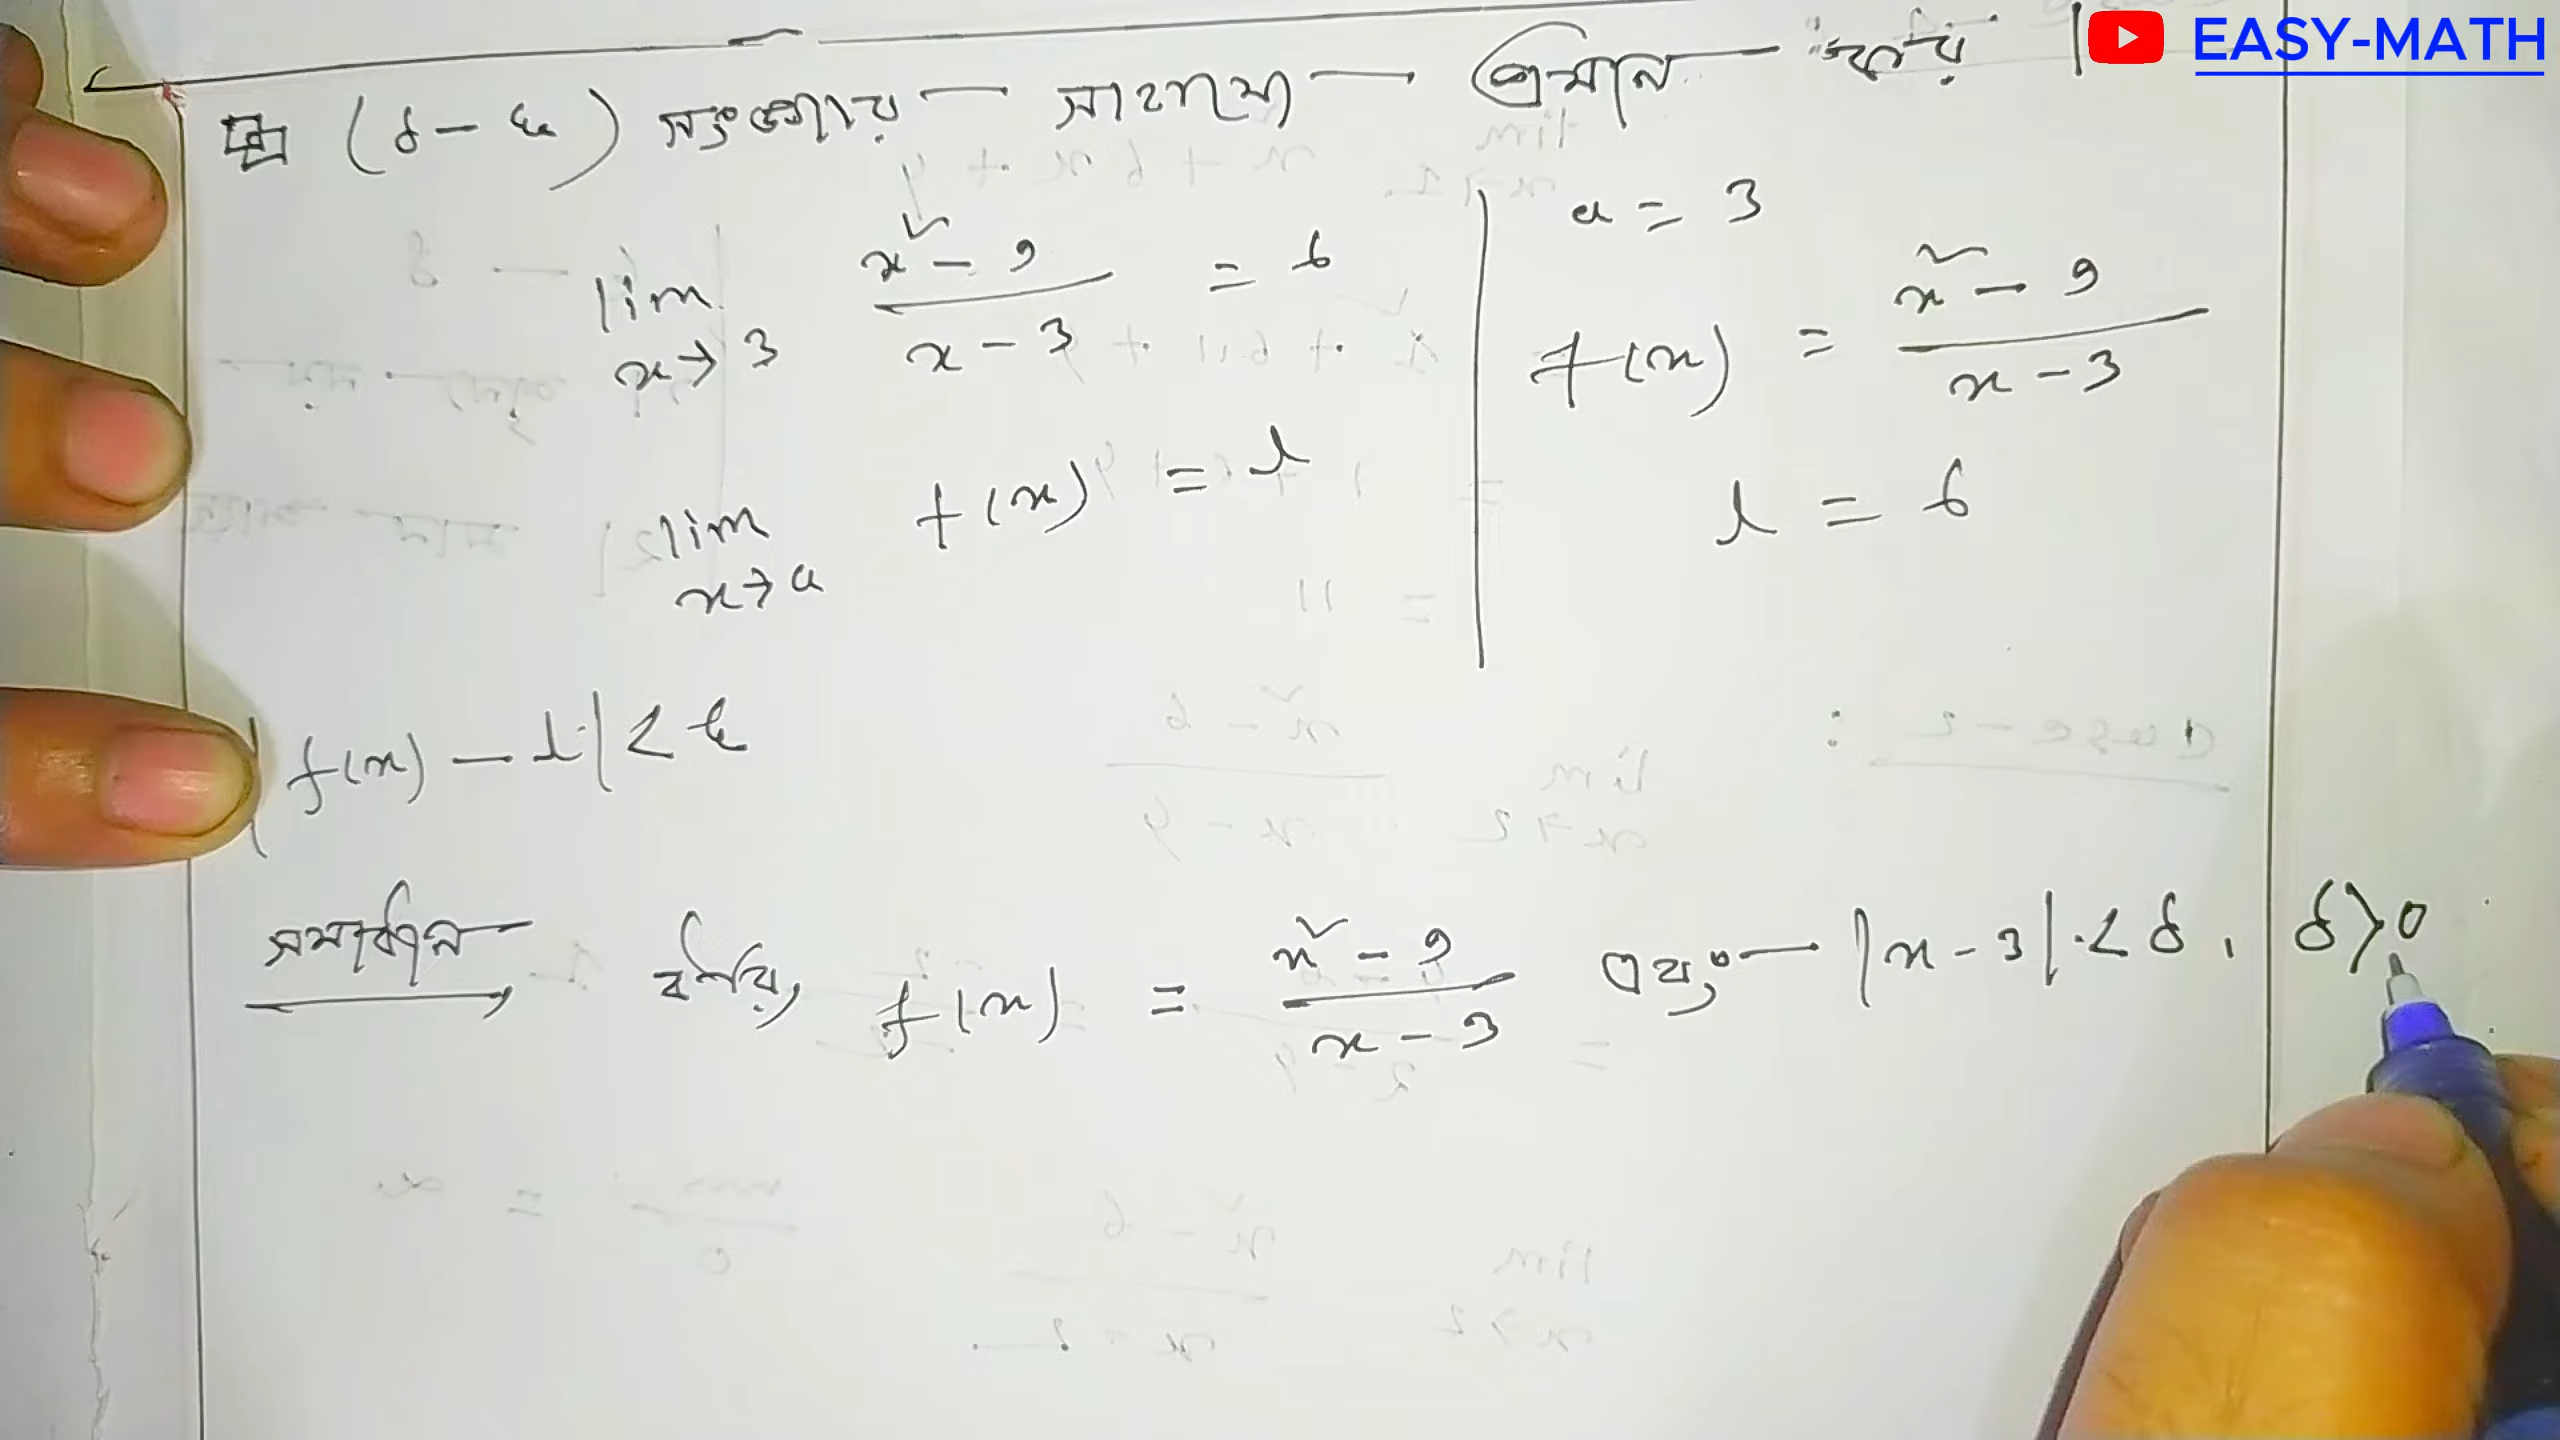 EASY-MATH
(δ - ε) সংজ্ঞার সাহায্যে প্রমান কর।
lim x→3 x² - 9 / x - 3 = 6
lim x→a f(x) = l
a = 3
f(x) = x² - 9 / x - 3
l = 6
|f(x) - l| < ε
সমাধান ধরি, f(x) = x² - 9 / x - 3 এবং |x - 3| < δ, δ > 0